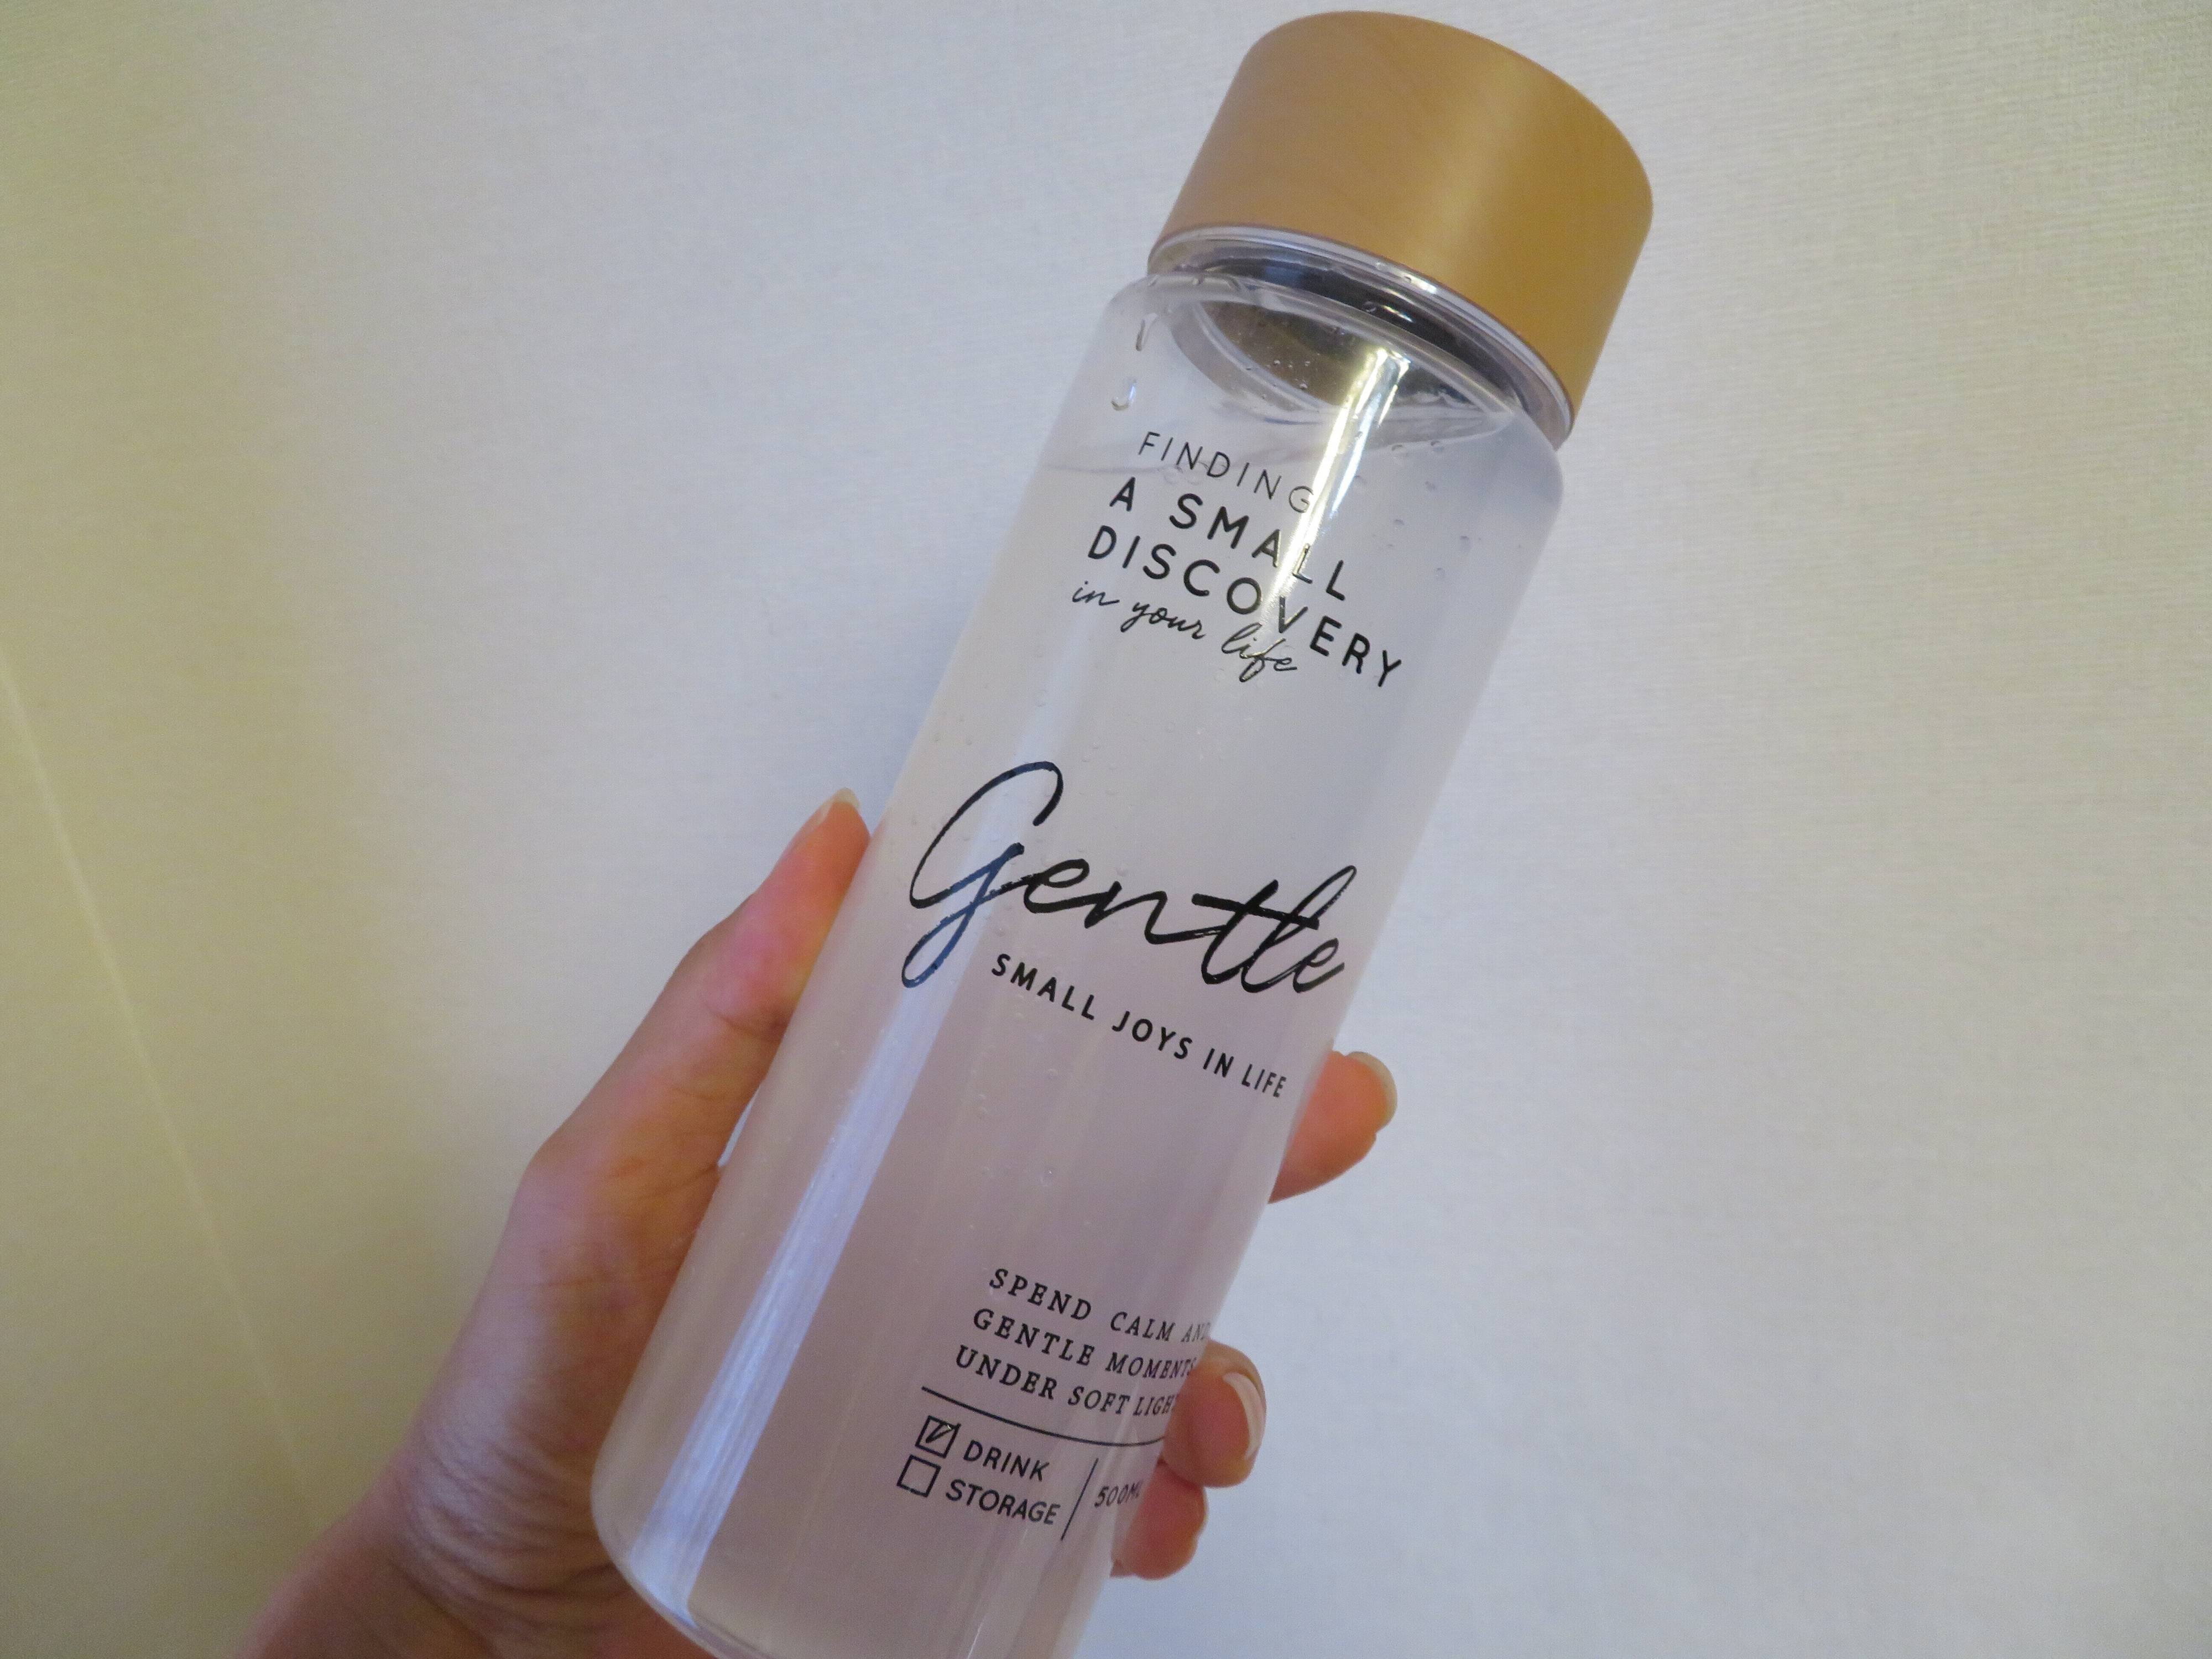 FINDING
A SMALL
DISCOVERY
in your life
Gentle
SMALL JOYS IN LIFE
SPEND CALM AND
GENTLE MOMENTS
UNDER SOFT LIGHT
DRINK
STORAGE
500ML